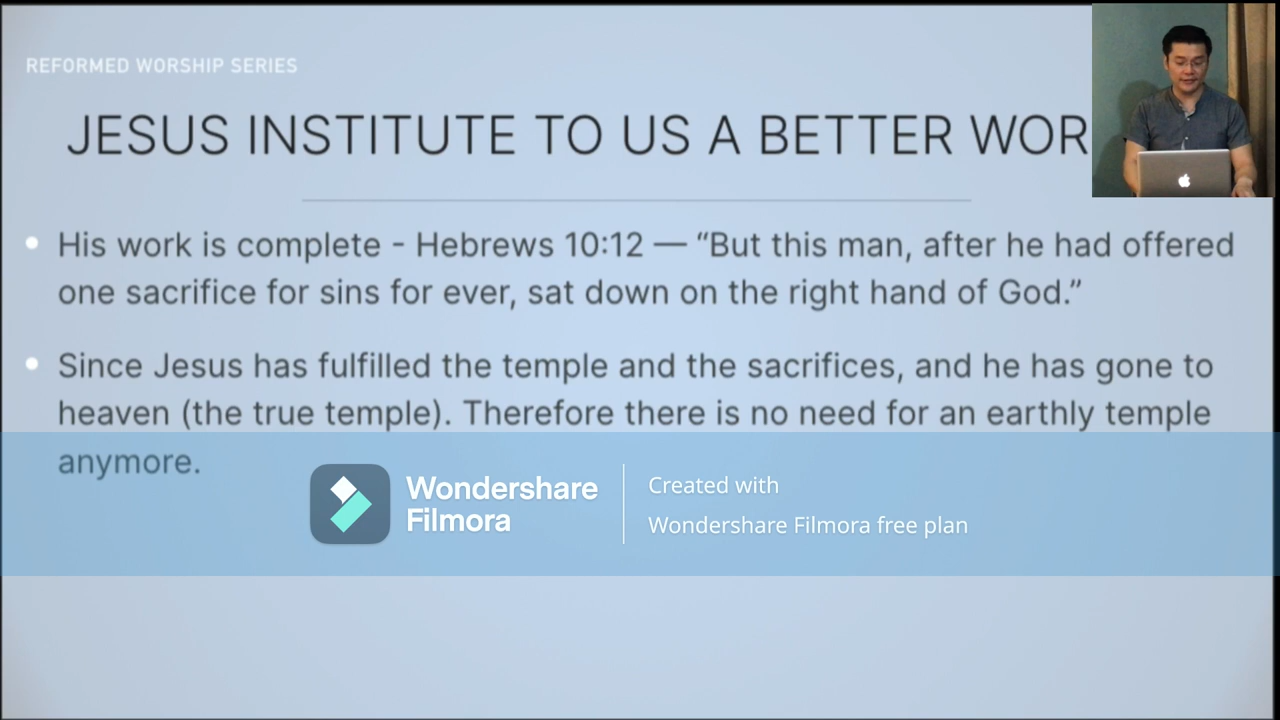 REFORMED WORSHIP SERIES
JESUS INSTITUTE TO US A BETTER WOR
His work is complete - Hebrews 10:12 — “But this man, after he had offered
one sacrifice for sins for ever, sat down on the right hand of God.”
Since Jesus has fulfilled the temple and the sacrifices, and he has gone to
heaven (the true temple). Therefore there is no need for an earthly temple
anymore.
Wondershare
Filmora
Created with
Wondershare Filmora free plan